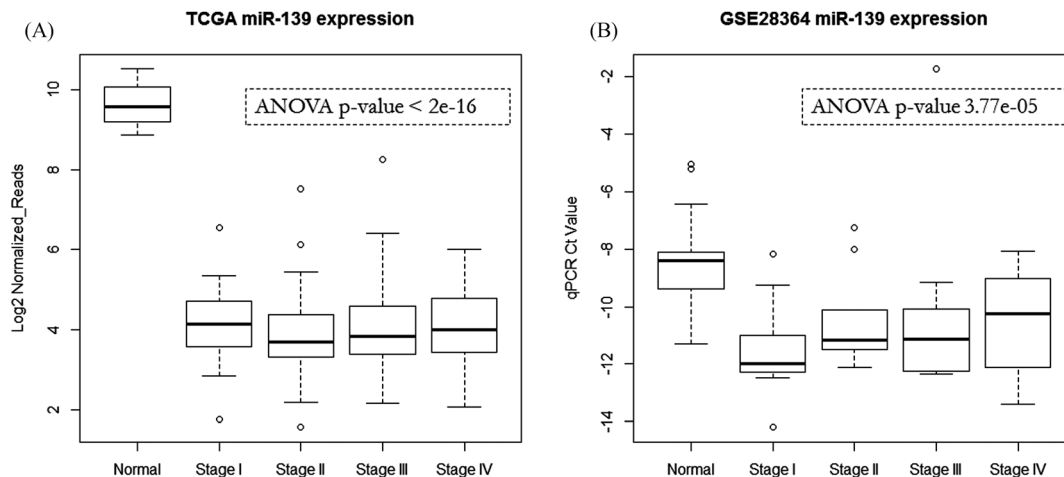 (A)
TCGA miR-139 expression
ANOVA p-value < 2e-16
Log2 Normalized_Reads
10
8
6
4
2
Normal
Stage I
Stage II
Stage III
Stage IV
(B)
GSE28364 miR-139 expression
ANOVA p-value 3.77e-05
qPCR Ct Value
-2
-4
-6
-8
-10
-12
-14
Normal
Stage I
Stage II
Stage III
Stage IV